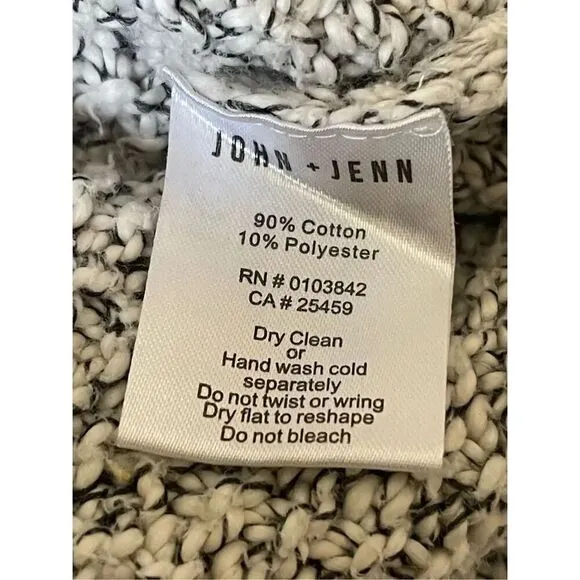 JOHN + JENN
90% Cotton
10% Polyester
RN # 0103842
CA # 25459
Dry Clean
or
Hand wash cold
separately
Do not twist or wring
Dry flat to reshape
Do not bleach